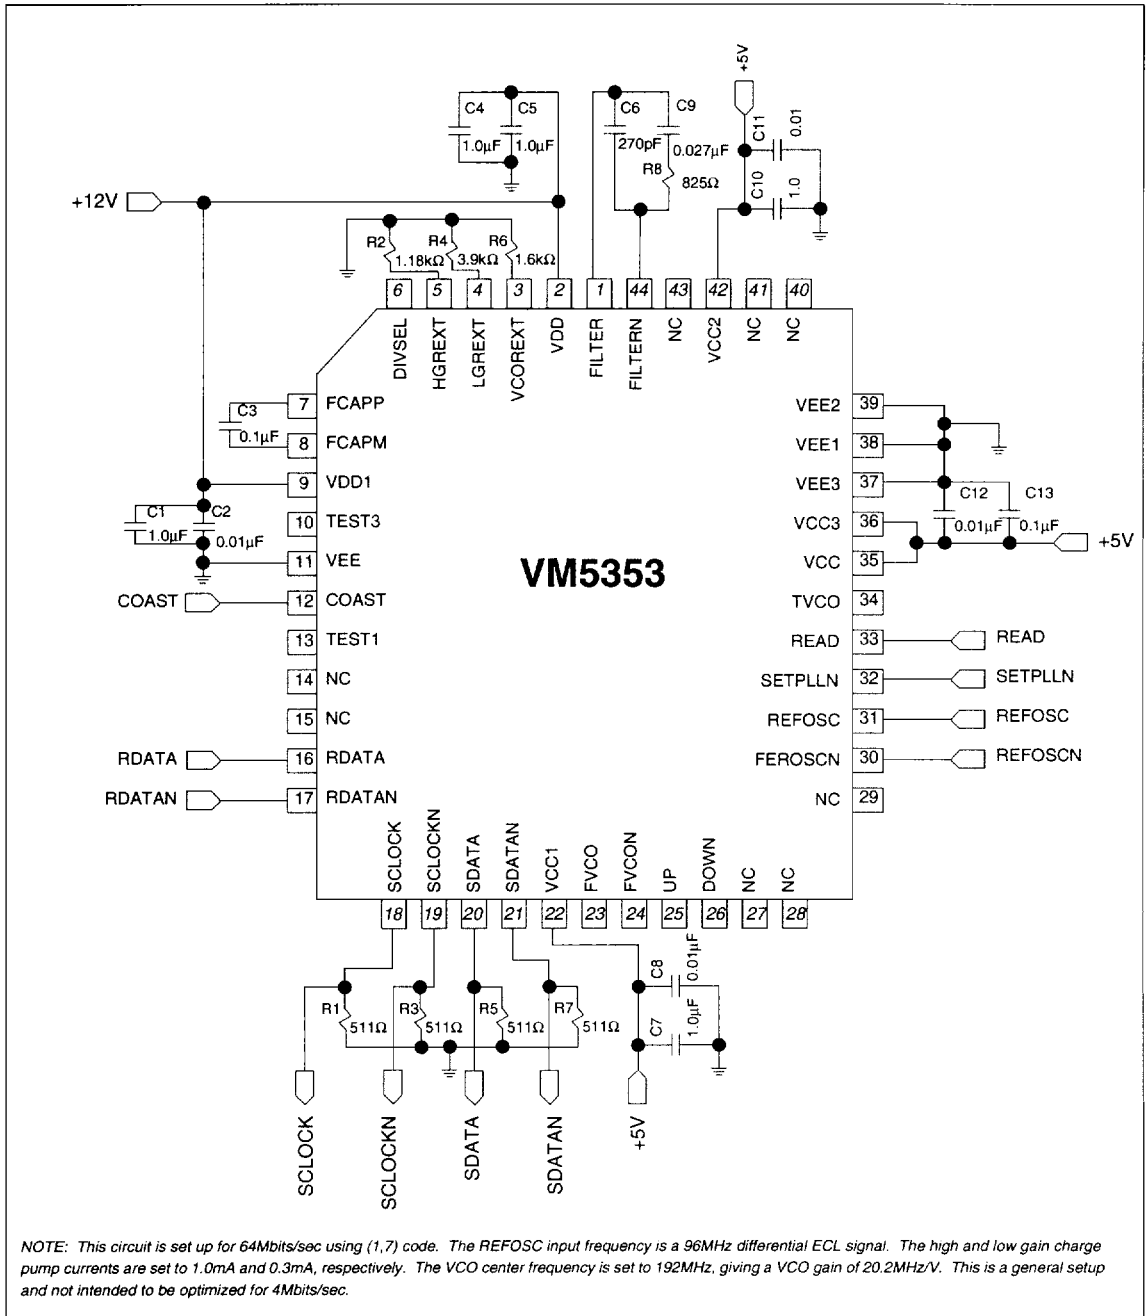 +5V
C4
C5
1.0µF
1.0µF
C6
270pF
C9
0.027µF
R8
825Ω
C11
0.01
C10
1.0
+12V
R2
1.18kΩ
R4
3.9kΩ
R6
1.6kΩ
6
5
4
3
2
1
44
43
42
41
40
DIVSEL
HGREXT
LGREXT
VCOREXT
VDD
FILTER
FILTERN
NC
VCC2
NC
NC
C3
0.1µF
7 FCAPP
8 FCAPM
9 VDD1
10 TEST3
11 VEE
C1
1.0µF
C2
0.01µF
COAST
12 COAST
13 TEST1
14 NC
15 NC
RDATA
16 RDATA
RDATAN
17 RDATAN
VM5353
VEE2 39
VEE1 38
VEE3 37
VCC3 36
VCC 35
C12
0.01µF
C13
0.1µF
+5V
TVCO 34
READ 33
READ
SETPLLN 32
SETPLLN
REFOSC 31
REFOSC
FEROSCN 30
REFOSCN
NC 29
SCLOCK
SCLOCKN
SDATA
SDATAN
VCC1
FVCO
FVCON
UP
DOWN
NC
NC
18
19
20
21
22
23
24
25
26
27
28
R1
511Ω
R3
511Ω
R5
511Ω
R7
511Ω
C8
0.01µF
C7
1.0µF
SCLOCK
SCLOCKN
SDATA
SDATAN
+5V
NOTE: This circuit is set up for 64Mbits/sec using (1,7) code. The REFOSC input frequency is a 96MHz differential ECL signal. The high and low gain charge
pump currents are set to 1.0mA and 0.3mA, respectively. The VCO center frequency is set to 192MHz, giving a VCO gain of 20.2MHz/V. This is a general setup
and not intended to be optimized for 4Mbits/sec.